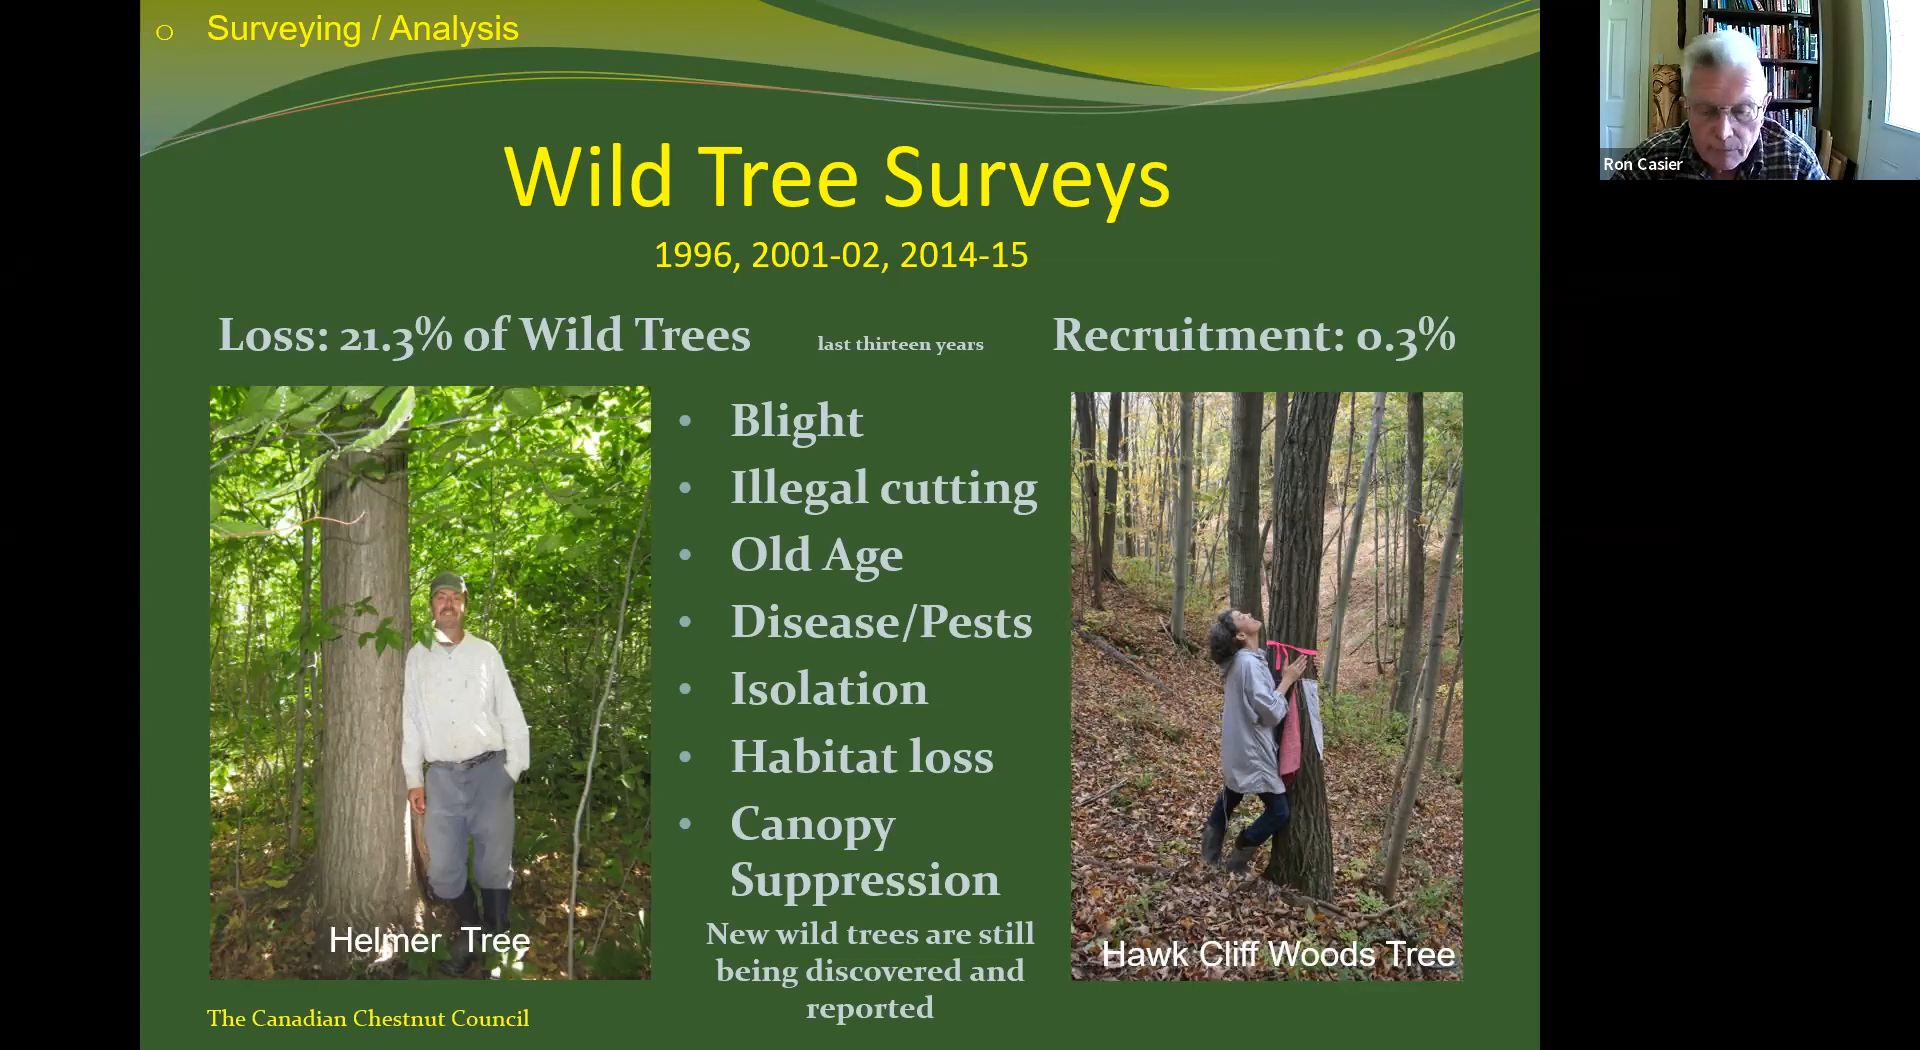 o Surveying / Analysis
Ron Casier
Wild Tree Surveys
1996, 2001-02, 2014-15
Loss: 21.3% of Wild Trees
last thirteen years
Recruitment: 0.3%
• Blight
• Illegal cutting
• Old Age
• Disease/Pests
• Isolation
• Habitat loss
• Canopy
Suppression
New wild trees are still
being discovered and
reported
Helmer Tree
Hawk Cliff Woods Tree
The Canadian Chestnut Council